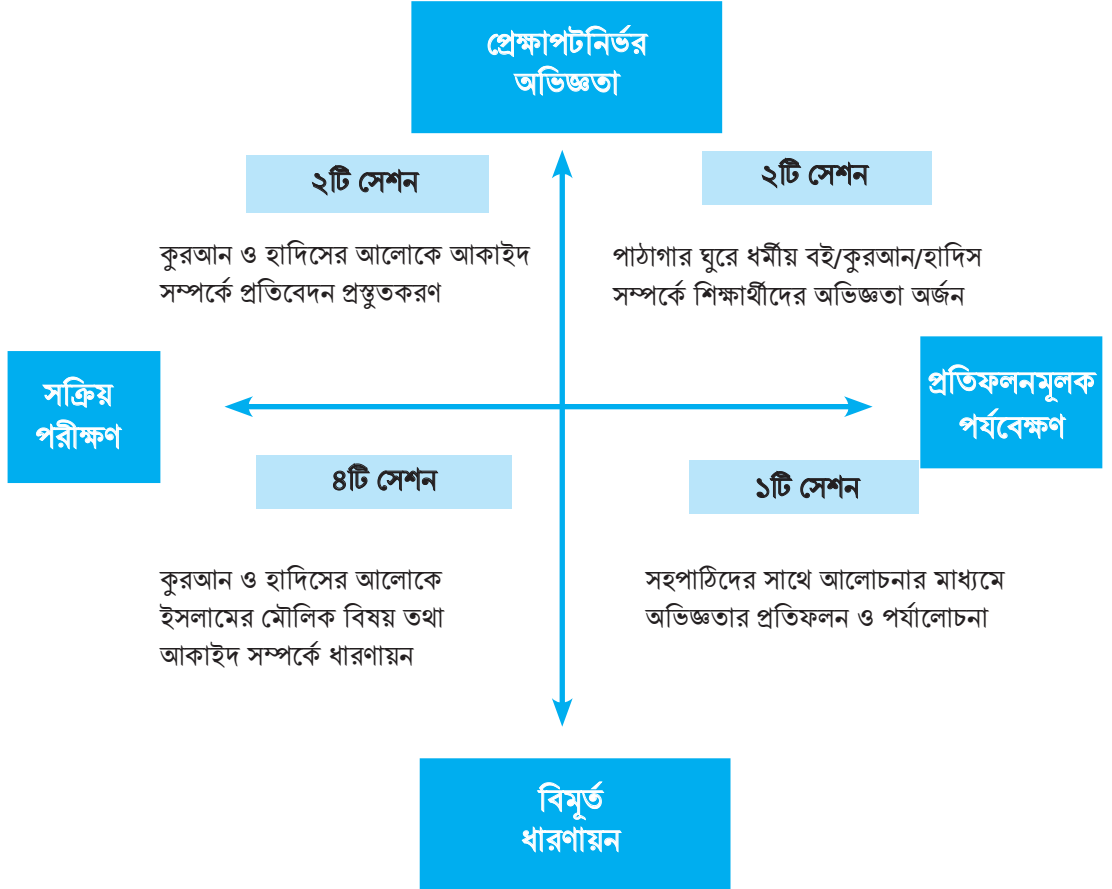 প্রেক্ষাপটনির্ভর
অভিজ্ঞতা
২টি সেশন
২টি সেশন
কুরআন ও হাদিসের আলোকে আকাইদ
সম্পর্কে প্রতিবেদন প্রস্তুতকরণ
পাঠাগার ঘুরে ধর্মীয় বই/কুরআন/হাদিস
সম্পর্কে শিক্ষার্থীদের অভিজ্ঞতা অর্জন
সক্রিয়
পরীক্ষণ
প্রতিফলনমূলক
পর্যবেক্ষণ
৪টি সেশন
১টি সেশন
কুরআন ও হাদিসের আলোকে
ইসলামের মৌলিক বিষয় তথা
আকাইদ সম্পর্কে ধারণায়ন
সহপাঠিদের সাথে আলোচনার মাধ্যমে
অভিজ্ঞতার প্রতিফলন ও পর্যালোচনা
বিমূর্ত
ধারণায়ন